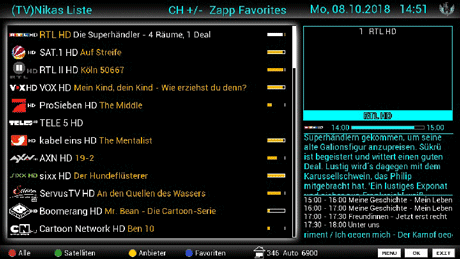 (TV)Nikas Liste CH +/- Zapp Favorites Mo, 08.10.2018 14:51
RTL HD Die Superhändler - 4 Räume, 1 Deal
SAT.1 HD Auf Streife
RTL II HD Köln 50667
VOX HD Mein Kind, dein Kind - Wie erziehst du denn?
ProSieben HD The Middle
TELE 5 HD
kabel eins HD The Mentalist
AXN HD 19-2
sixx HD Der Hundeflüsterer
ServusTV HD An den Quellen des Wassers
Boomerang HD Mr. Bean - Die Cartoon-Serie
Cartoon Network HD Ben 10
1 RTL HD
RTL HD
14:00 15:00
Superhändlern gekommen, um seine
alte Galionsfigur anzupreisen. Sükrü
ist begeistert und wittert einen guten
Deal. Lustig wird's dagegen mit dem
Karussellschwein, das Philip
mitgebracht hat. "Ein lustiges Exponat
15:00 - 16:00 Meine Geschichte - Mein Leben
16:00 - 17:00 Meine Geschichte - Mein Leben
17:00 - 17:30 Freundinnen - Jetzt erst recht
17:30 - 18:00 Unter uns
Alle Satelliten Anbieter Favoriten 346 Auto 6900 MENU OK EXIT